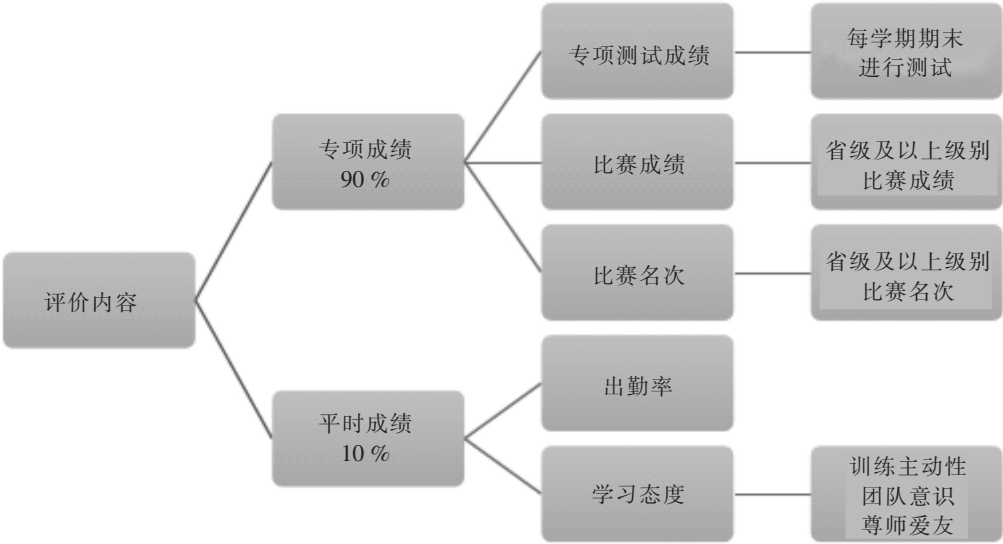 评价内容
专项成绩
90 %
专项测试成绩
每学期期末
进行测试
比赛成绩
省级及以上级别
比赛成绩
比赛名次
省级及以上级别
比赛名次
平时成绩
10 %
出勤率
学习态度
训练主动性
团队意识
尊师爱友